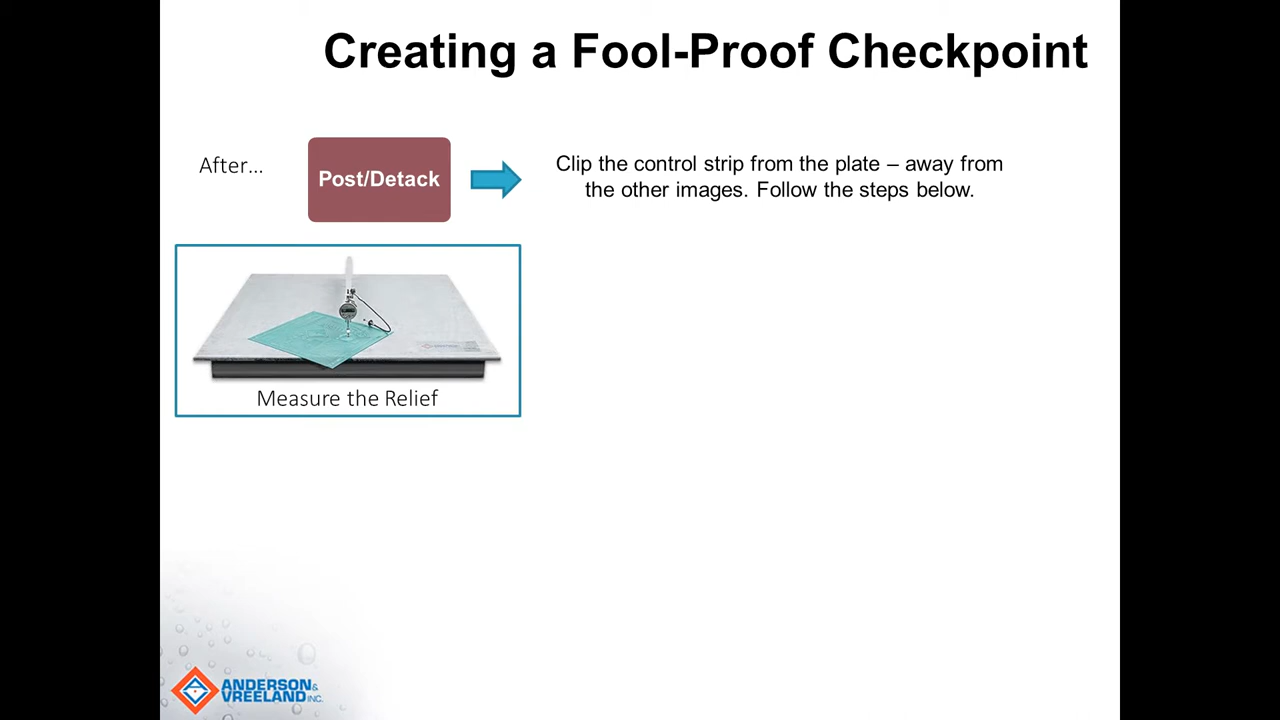 Creating a Fool-Proof Checkpoint
After...
Post/Detack
Clip the control strip from the plate – away from
the other images. Follow the steps below.
Measure the Relief
ANDERSON &
VREELAND INC.